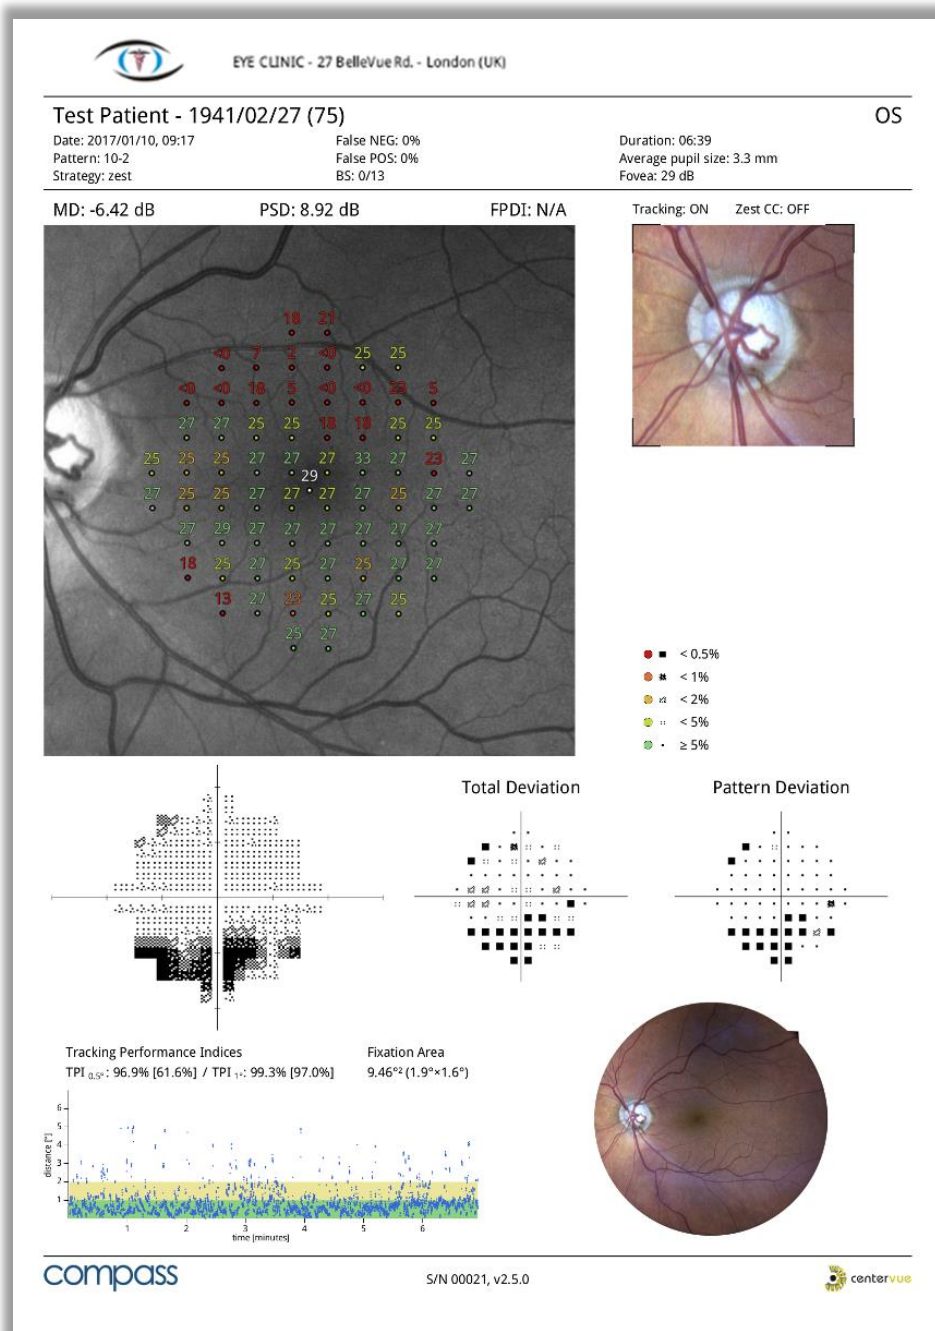 EYE CLINIC - 27 BelleVue Rd. - London (UK)
Test Patient - 1941/02/27 (75) OS
Date: 2017/01/10, 09:17 False NEG: 0% Duration: 06:39
Pattern: 10-2 False POS: 0% Average pupil size: 3.3 mm
Strategy: zest BS: 0/13 Fovea: 29 dB
MD: -6.42 dB PSD: 8.92 dB FPDI: N/A Tracking: ON Zest CC: OFF
18 21
<0 7 2 <0 25 25
<0 <0 18 5 <0 <0 23 5
27 27 25 25 18 18 25 25
25 25 25 27 27 27 33 27 23 27
29
27 25 25 27 27 27 27 25 27 27
27 29 27 27 27 27 27 27
18 25 27 25 27 25 27 27
13 27 23 25 27 25
25 27
< 0.5%
< 1%
< 2%
< 5%
≥ 5%
Total Deviation Pattern Deviation
Tracking Performance Indices Fixation Area
TPI 0.5°: 96.9% [61.6%] / TPI 1°: 99.3% [97.0%] 9.46°² (1.9°×1.6°)
distance [°]
6
5
4
3
2
1
1 2 3 4 5 6
time [minutes]
compass S/N 00021, v2.5.0 centervue